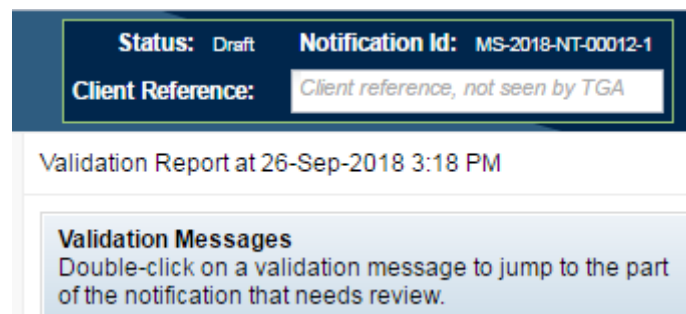 Status: Draft Notification Id: MS-2018-NT-00012-1
Client Reference: Client reference, not seen by TGA
Validation Report at 26-Sep-2018 3:18 PM
Validation Messages
Double-click on a validation message to jump to the part
of the notification that needs review.